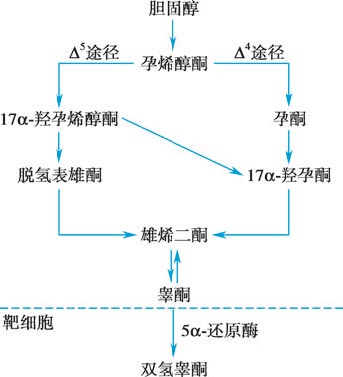 胆固醇
Δ⁵途径
孕烯醇酮
Δ⁴途径
17α-羟孕烯醇酮
孕酮
脱氢表雄酮
17α-羟孕酮
雄烯二酮
睾酮
靶细胞
5α-还原酶
双氢睾酮